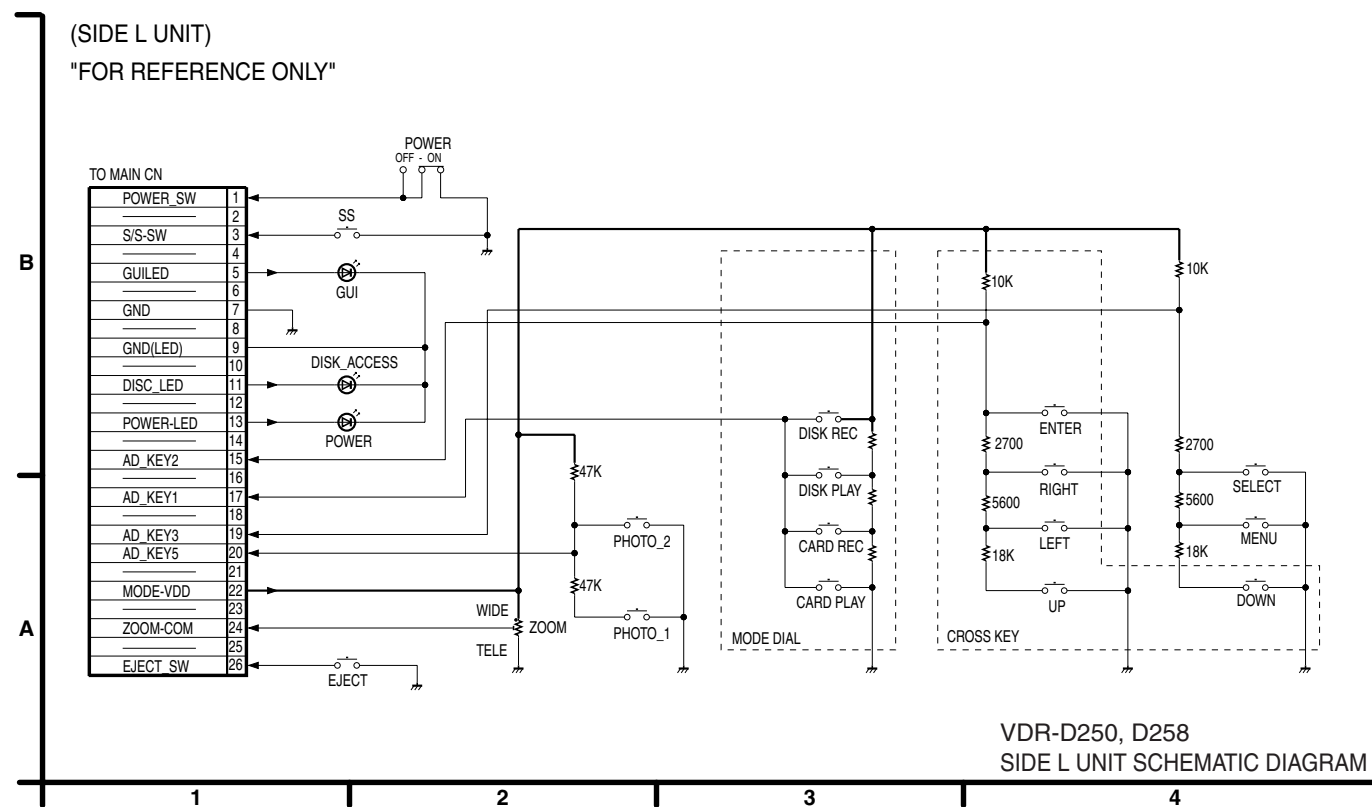 (SIDE L UNIT)
"FOR REFERENCE ONLY"
POWER
OFF - ON
TO MAIN CN
POWER_SW 1
2
S/S-SW 3
4
GUILED 5
6
GND 7
8
GND(LED) 9
10
DISC_LED 11
12
POWER-LED 13
14
AD_KEY2 15
16
AD_KEY1 17
18
AD_KEY3 19
AD_KEY5 20
21
MODE-VDD 22
23
ZOOM-COM 24
25
EJECT_SW 26
SS
GUI
DISK_ACCESS
POWER
47K
PHOTO_2
47K
PHOTO_1
WIDE
ZOOM
TELE
EJECT
DISK REC
DISK PLAY
CARD REC
CARD PLAY
MODE DIAL
10K
ENTER
2700
RIGHT
5600
LEFT
18K
UP
CROSS KEY
10K
2700
SELECT
5600
MENU
18K
DOWN
B
A
VDR-D250, D258
SIDE L UNIT SCHEMATIC DIAGRAM
1 2 3 4